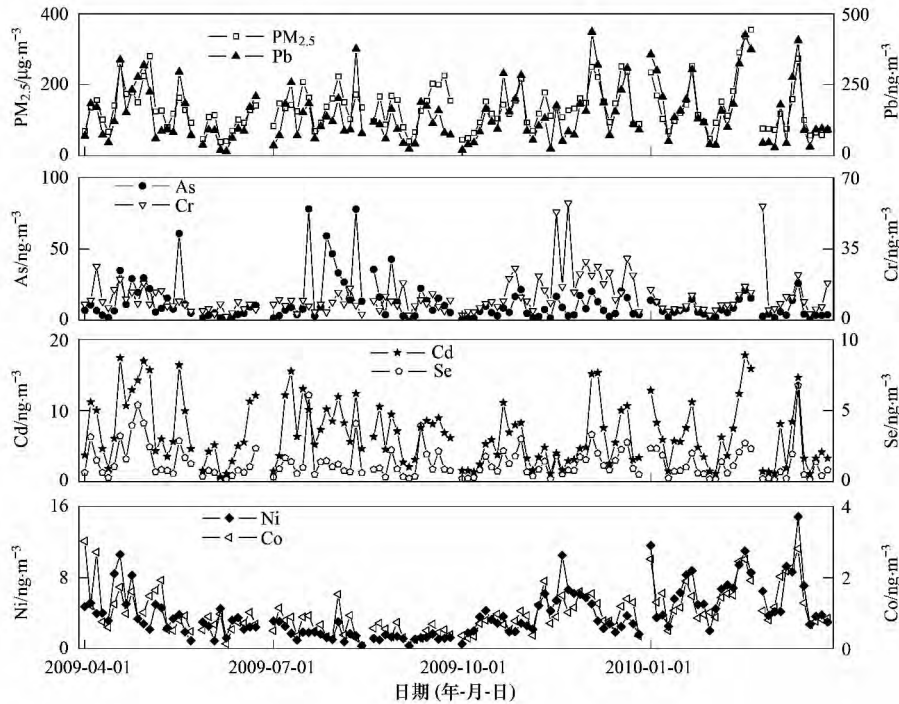 400
500
PM2.5
Pb
300
200
250
100
0
0
PM2.5/μg·m⁻³
Pb/ng·m⁻³
100
70
As
Cr
50
35
0
0
As/ng·m⁻³
Cr/ng·m⁻³
20
10
Cd
Se
10
5
0
0
Cd/ng·m⁻³
Se/ng·m⁻³
16
4
Ni
Co
8
2
0
0
Ni/ng·m⁻³
Co/ng·m⁻³
2009-04-01 2009-07-01 2009-10-01 2010-01-01
日期 (年-月-日)